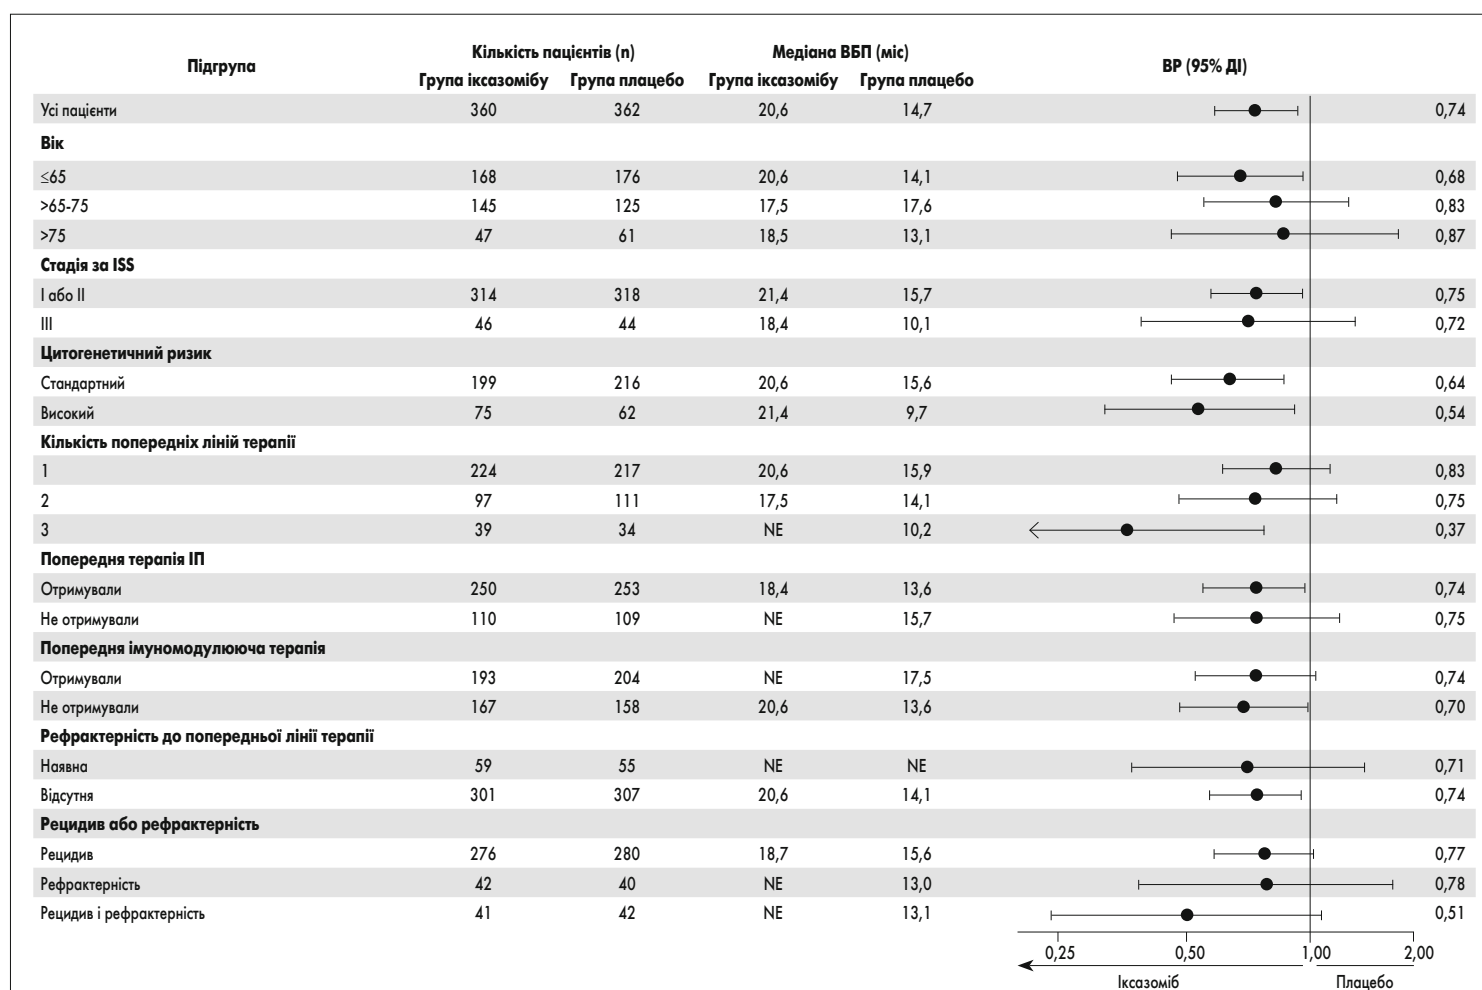 Підгрупа Кількість пацієнтів (n) Медіана ВБП (міс) ВР (95% ДІ)
Група іксазомібу Група плацебо Група іксазомібу Група плацебо
Усі пацієнти 360 362 20,6 14,7 0,74
Вік
≤65 168 176 20,6 14,1 0,68
>65-75 145 125 17,5 17,6 0,83
>75 47 61 18,5 13,1 0,87
Стадія за ISS
І або ІІ 314 318 21,4 15,7 0,75
ІІІ 46 44 18,4 10,1 0,72
Цитогенетичний ризик
Стандартний 199 216 20,6 15,6 0,64
Високий 75 62 21,4 9,7 0,54
Кількість попередніх ліній терапії
1 224 217 20,6 15,9 0,83
2 97 111 17,5 14,1 0,75
3 39 34 NE 10,2 0,37
Попередня терапія ІП
Отримували 250 253 18,4 13,6 0,74
Не отримували 110 109 NE 15,7 0,75
Попередня імуномодулююча терапія
Отримували 193 204 NE 17,5 0,74
Не отримували 167 158 20,6 13,6 0,70
Рефрактерність до попередньої лінії терапії
Наявна 59 55 NE NE 0,71
Відсутня 301 307 20,6 14,1 0,74
Рецидив або рефрактерність
Рецидив 276 280 18,7 15,6 0,77
Рефрактерність 42 40 NE 13,0 0,78
Рецидив і рефрактерність 41 42 NE 13,1 0,51
0,25 0,50 1,00 2,00
Іксазоміб Плацебо